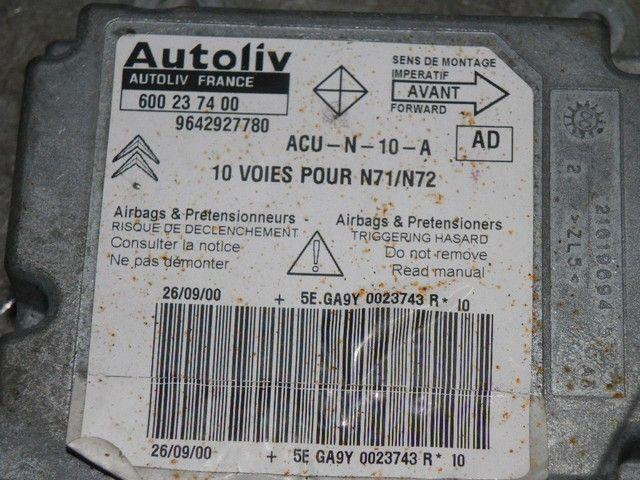 Autoliv
AUTOLIV FRANCE
600 23 74 00
9642927780
SENS DE MONTAGE
IMPERATIF
AVANT
FORWARD
ACU-N-10-A
AD
10 VOIES POUR N71/N72
Airbags & Pretensionneurs
RISQUE DE DECLENCHEMENT
Consulter la notice
Ne pas démonter
Airbags & Pretensioners
TRIGGERING HASARD
Do not remove
Read manual
26/09/00 + 5E.GA9Y 0023743 R* 10
26/09/00 + 5E GA9Y 0023743 R* 10
2 >ZL5<